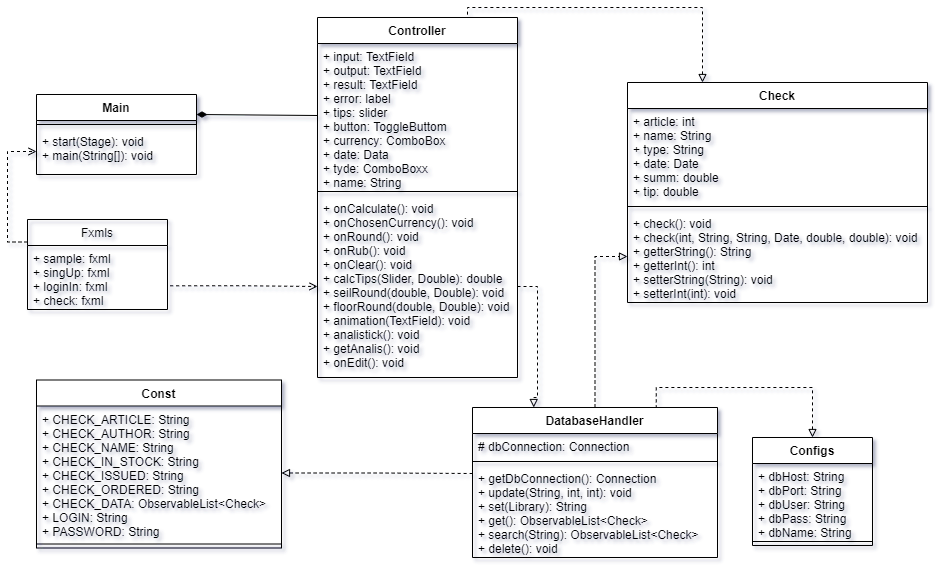 Main
+ start(Stage): void
+ main(String[]): void
Fxmls
+ sample: fxml
+ singUp: fxml
+ loginIn: fxml
+ check: fxml
Controller
+ input: TextField
+ output: TextField
+ result: TextField
+ error: label
+ tips: slider
+ button: ToggleButtom
+ currency: ComboBox
+ date: Data
+ tyde: ComboBoxx
+ name: String
+ onCalculate(): void
+ onChosenCurrency(): void
+ onRound(): void
+ onRub(): void
+ onClear(): void
+ calcTips(Slider, Double): double
+ seilRound(double, Double): void
+ floorRound(double, Double): void
+ animation(TextField): void
+ analistick(): void
+ getAnalis(): void
+ onEdit(): void
Check
+ article: int
+ name: String
+ type: String
+ date: Date
+ summ: double
+ tip: double
+ check(): void
+ check(int, String, String, Date, double, double): void
+ getterString(): String
+ getterInt(): int
+ setterString(String): void
+ setterInt(int): void
Const
+ CHECK_ARTICLE: String
+ CHECK_AUTHOR: String
+ CHECK_NAME: String
+ CHECK_IN_STOCK: String
+ CHECK_ISSUED: String
+ CHECK_ORDERED: String
+ CHECK_DATA: ObservableList<Check>
+ LOGIN: String
+ PASSWORD: String
DatabaseHandler
# dbConnection: Connection
+ getDbConnection(): Connection
+ update(String, int, int): void
+ set(Library): String
+ get(): ObservableList<Check>
+ search(String): ObservableList<Check>
+ delete(): void
Configs
+ dbHost: String
+ dbPort: String
+ dbUser: String
+ dbPass: String
+ dbName: String